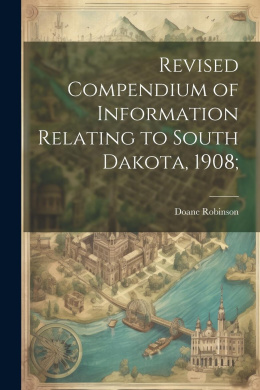 Revised
Compendium of
Information
Relating to South
Dakota, 1908;
Doane Robinson